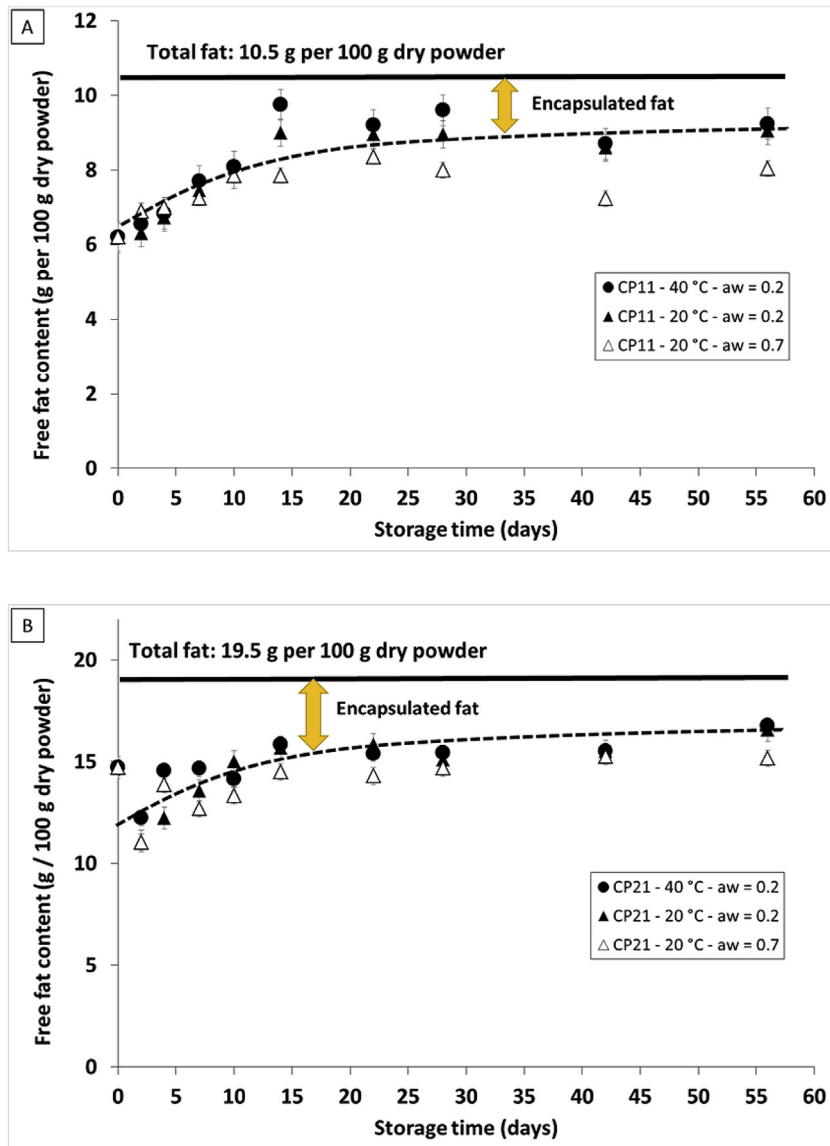 A
Total fat: 10.5 g per 100 g dry powder
Encapsulated fat
Free fat content (g per 100 g dry powder)
12
10
8
6
4
2
0
CP11 - 40 °C - aw = 0.2
CP11 - 20 °C - aw = 0.2
CP11 - 20 °C - aw = 0.7
0 5 10 15 20 25 30 35 40 45 50 55 60
Storage time (days)
B
Total fat: 19.5 g per 100 g dry powder
Encapsulated fat
Free fat content (g / 100 g dry powder)
20
15
10
5
0
CP21 - 40 °C - aw = 0.2
CP21 - 20 °C - aw = 0.2
CP21 - 20 °C - aw = 0.7
0 5 10 15 20 25 30 35 40 45 50 55 60
Storage time (days)